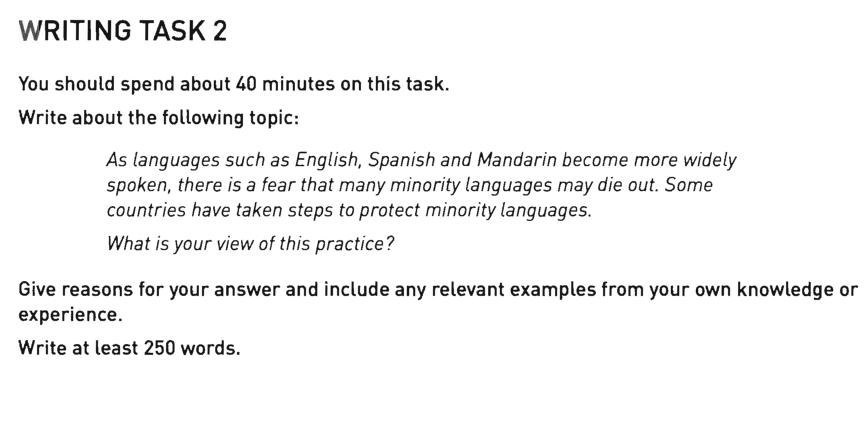 WRITING TASK 2
You should spend about 40 minutes on this task.
Write about the following topic:
As languages such as English, Spanish and Mandarin become more widely
spoken, there is a fear that many minority languages may die out. Some
countries have taken steps to protect minority languages.
What is your view of this practice?
Give reasons for your answer and include any relevant examples from your own knowledge or
experience.
Write at least 250 words.